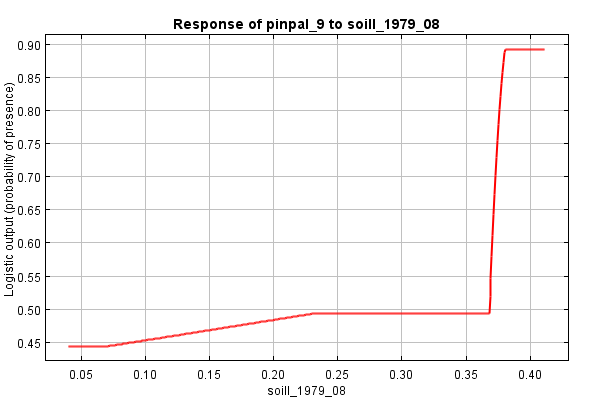 Response of pinpal_9 to soill_1979_08
Logistic output (probability of presence)
0.90
0.85
0.80
0.75
0.70
0.65
0.60
0.55
0.50
0.45
0.05 0.10 0.15 0.20 0.25 0.30 0.35 0.40
soill_1979_08